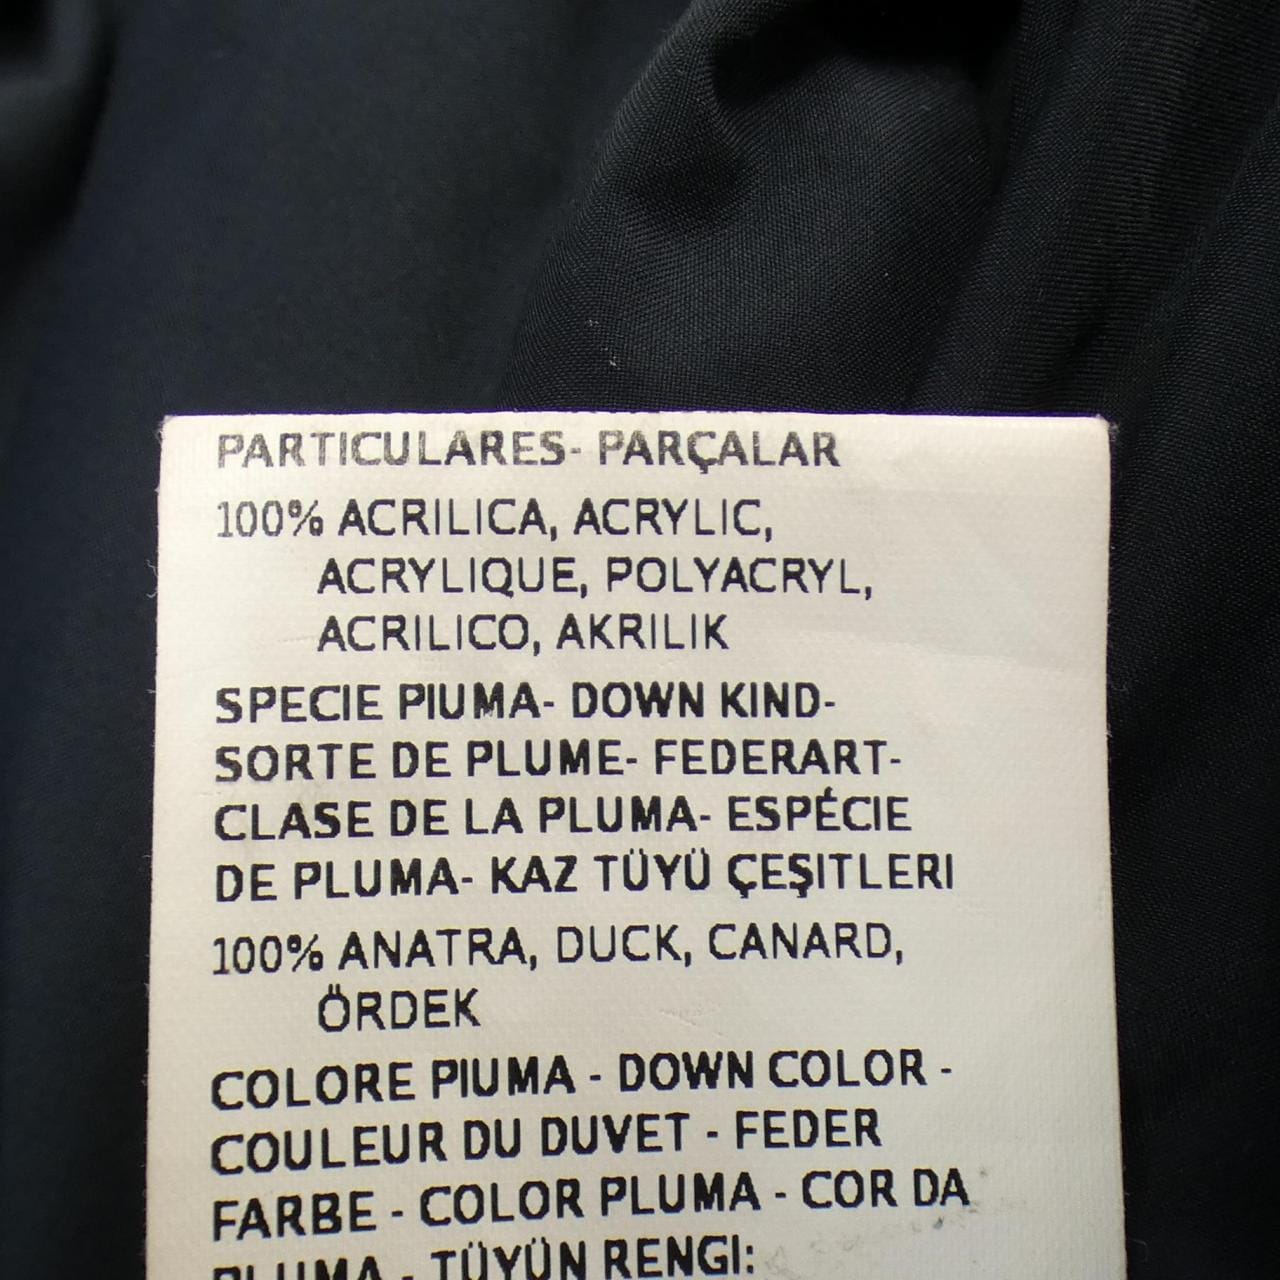 PARTICULARES- PARÇALAR
100% ACRILICA, ACRYLIC,
ACRYLIQUE, POLYACRYL,
ACRILICO, AKRILIK
SPECIE PIUMA- DOWN KIND-
SORTE DE PLUME- FEDERART-
CLASE DE LA PLUMA- ESPÉCIE
DE PLUMA- KAZ TÜYÜ ÇEŞITLERI
100% ANATRA, DUCK, CANARD,
ÖRDEK
COLORE PIUMA - DOWN COLOR -
COULEUR DU DUVET - FEDER
FARBE - COLOR PLUMA - COR DA
PLUMA - TÜYÜN RENGI: